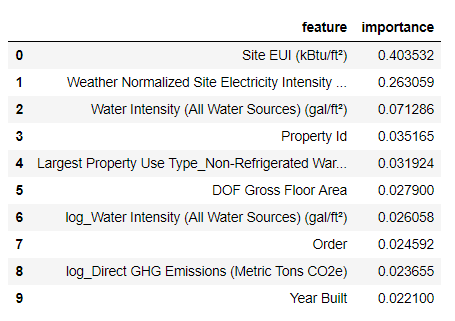 feature importance
0 Site EUI (kBtu/ft²) 0.403532
1 Weather Normalized Site Electricity Intensity ... 0.263059
2 Water Intensity (All Water Sources) (gal/ft²) 0.071286
3 Property Id 0.035165
4 Largest Property Use Type_Non-Refrigerated War... 0.031924
5 DOF Gross Floor Area 0.027900
6 log_Water Intensity (All Water Sources) (gal/ft²) 0.026058
7 Order 0.024592
8 log_Direct GHG Emissions (Metric Tons CO2e) 0.023655
9 Year Built 0.022100